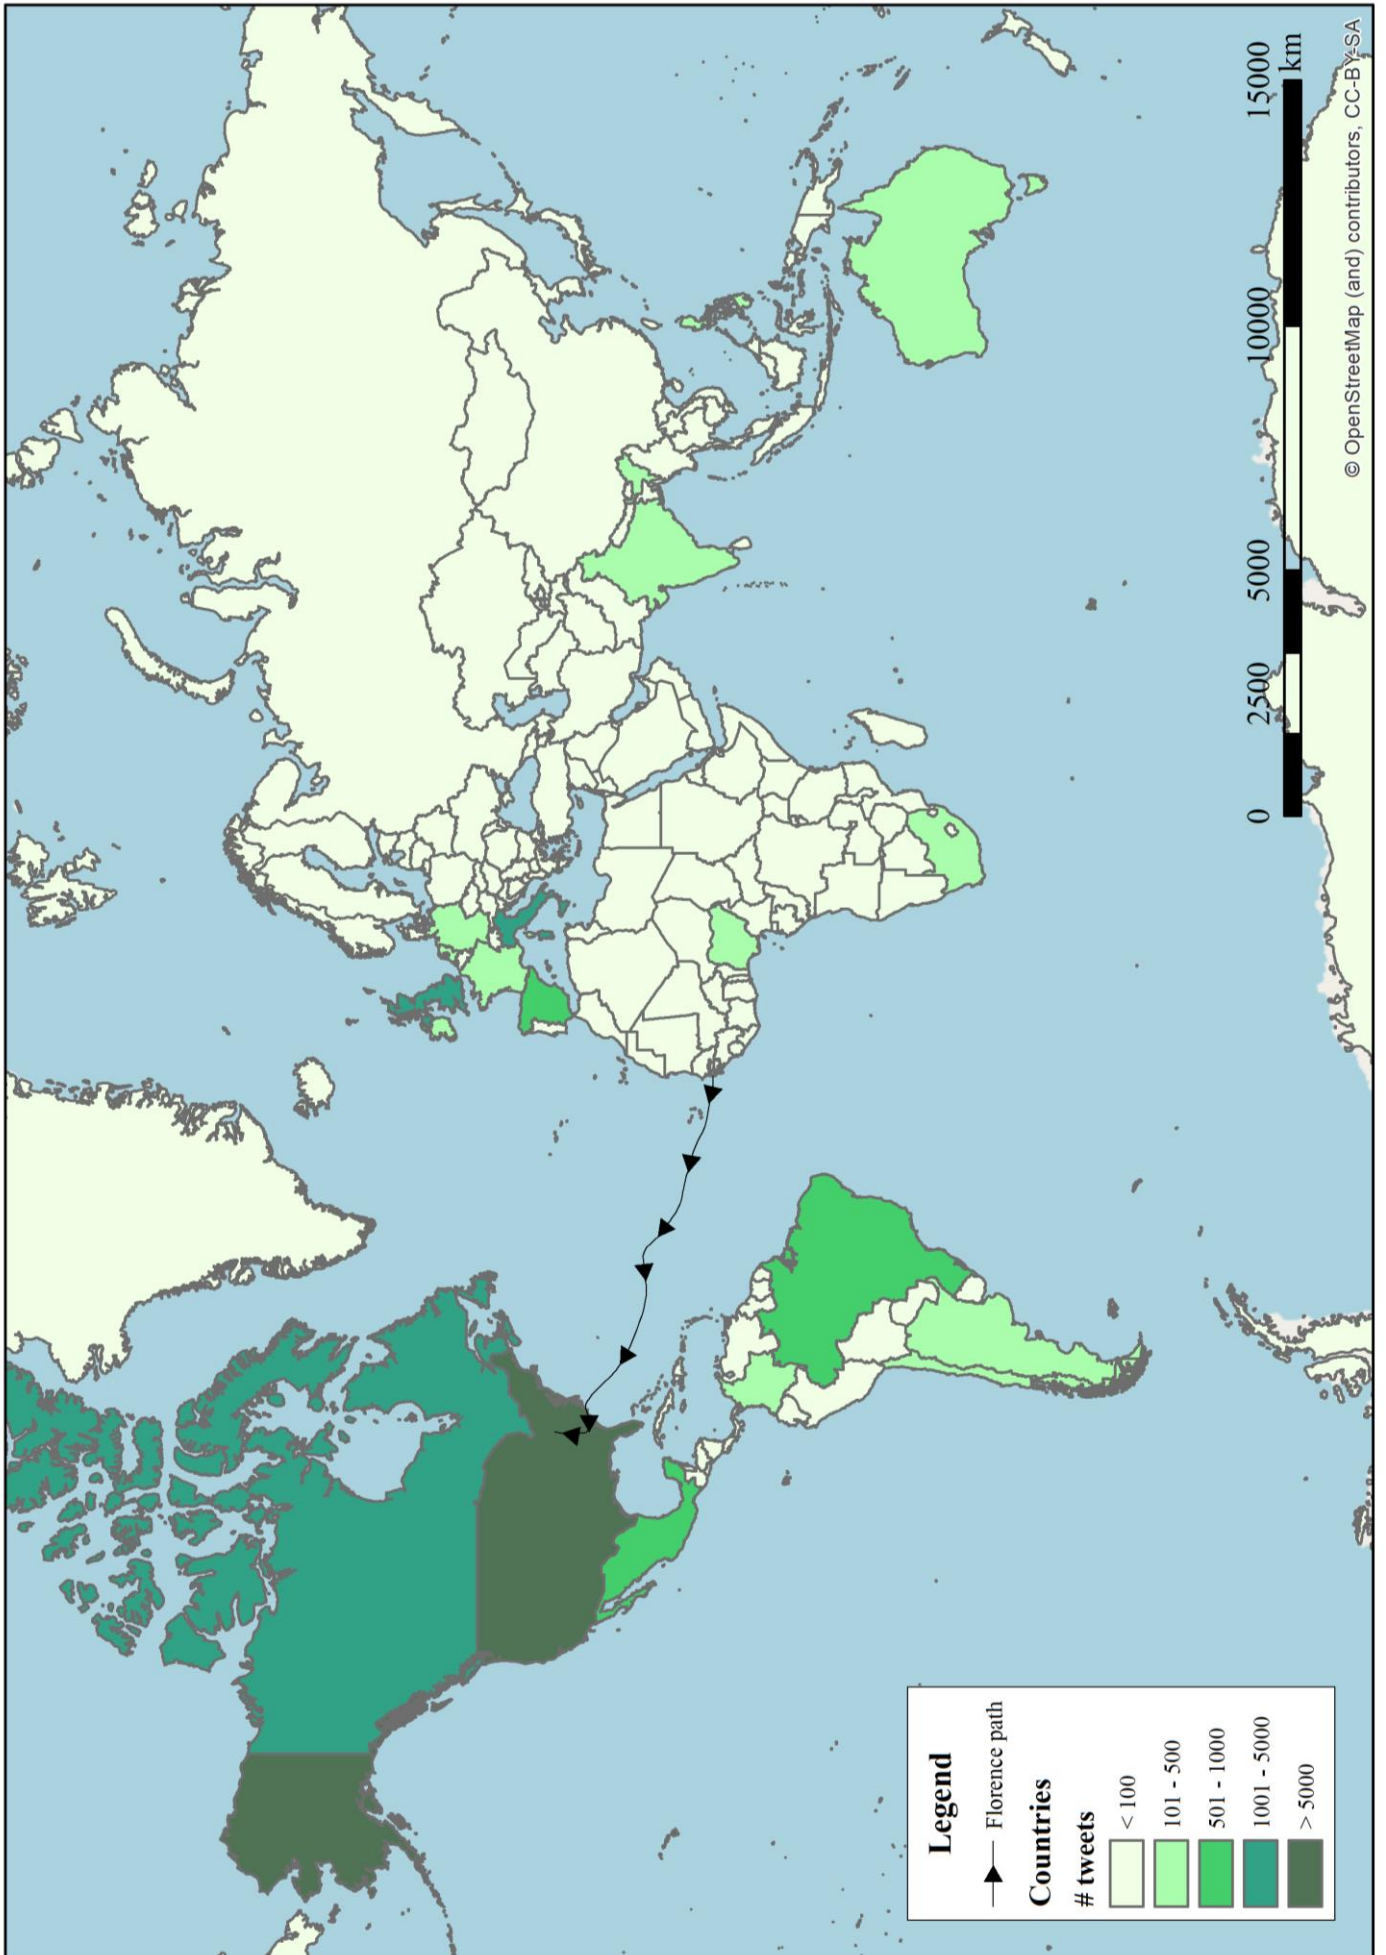 Legend
Florence path
Countries
# tweets
< 100
101 - 500
501 - 1000
1001 - 5000
> 5000
0 2500 5000 10000 15000
km
© OpenStreetMap (and) contributors, CC-BY-SA